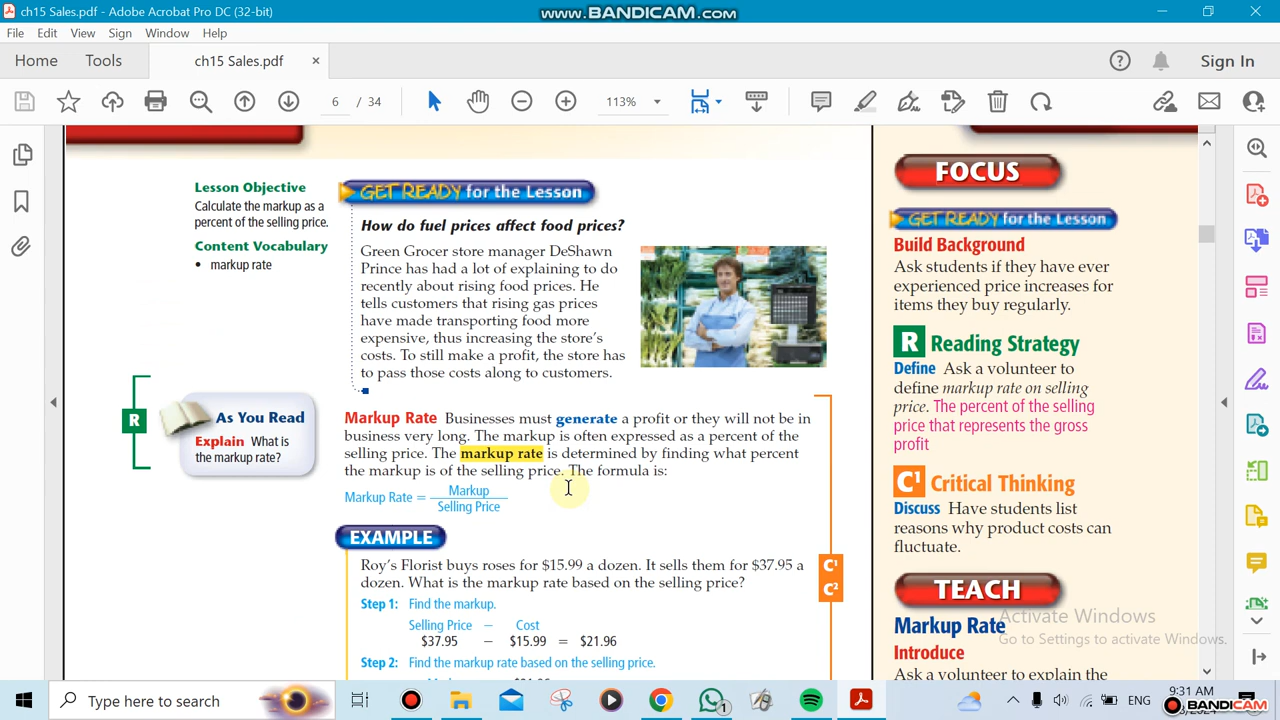 ch15 Sales.pdf - Adobe Acrobat Pro DC (32-bit)
www.BANDICAM.com
File Edit View Sign Window Help
Home Tools ch15 Sales.pdf × Sign In
6 / 34 113%
Lesson Objective
Calculate the markup as a
percent of the selling price.
Content Vocabulary
• markup rate
GET READY for the Lesson
How do fuel prices affect food prices?
Green Grocer store manager DeShawn
Prince has had a lot of explaining to do
recently about rising food prices. He
tells customers that rising gas prices
have made transporting food more
expensive, thus increasing the store's
costs. To still make a profit, the store has
to pass those costs along to customers.
R
As You Read
Explain What is
the markup rate?
Markup Rate Businesses must generate a profit or they will not be in
business very long. The markup is often expressed as a percent of the
selling price. The markup rate is determined by finding what percent
the markup is of the selling price. The formula is:
Markup Rate = Markup
Selling Price
EXAMPLE
Roy's Florist buys roses for $15.99 a dozen. It sells them for $37.95 a
dozen. What is the markup rate based on the selling price?
Step 1: Find the markup.
Selling Price – Cost
$37.95 – $15.99 = $21.96
Step 2: Find the markup rate based on the selling price.
C1
C2
FOCUS
GET READY for the Lesson
Build Background
Ask students if they have ever
experienced price increases for
items they buy regularly.
R Reading Strategy
Define Ask a volunteer to
define markup rate on selling
price. The percent of the selling
price that represents the gross
profit
C1 Critical Thinking
Discuss Have students list
reasons why product costs can
fluctuate.
TEACH
Markup Rate
Introduce
Ask a volunteer to explain the
Activate Windows
Go to Settings to activate Windows.
Type here to search
1
ENG
9:31 AM
BANDICAM